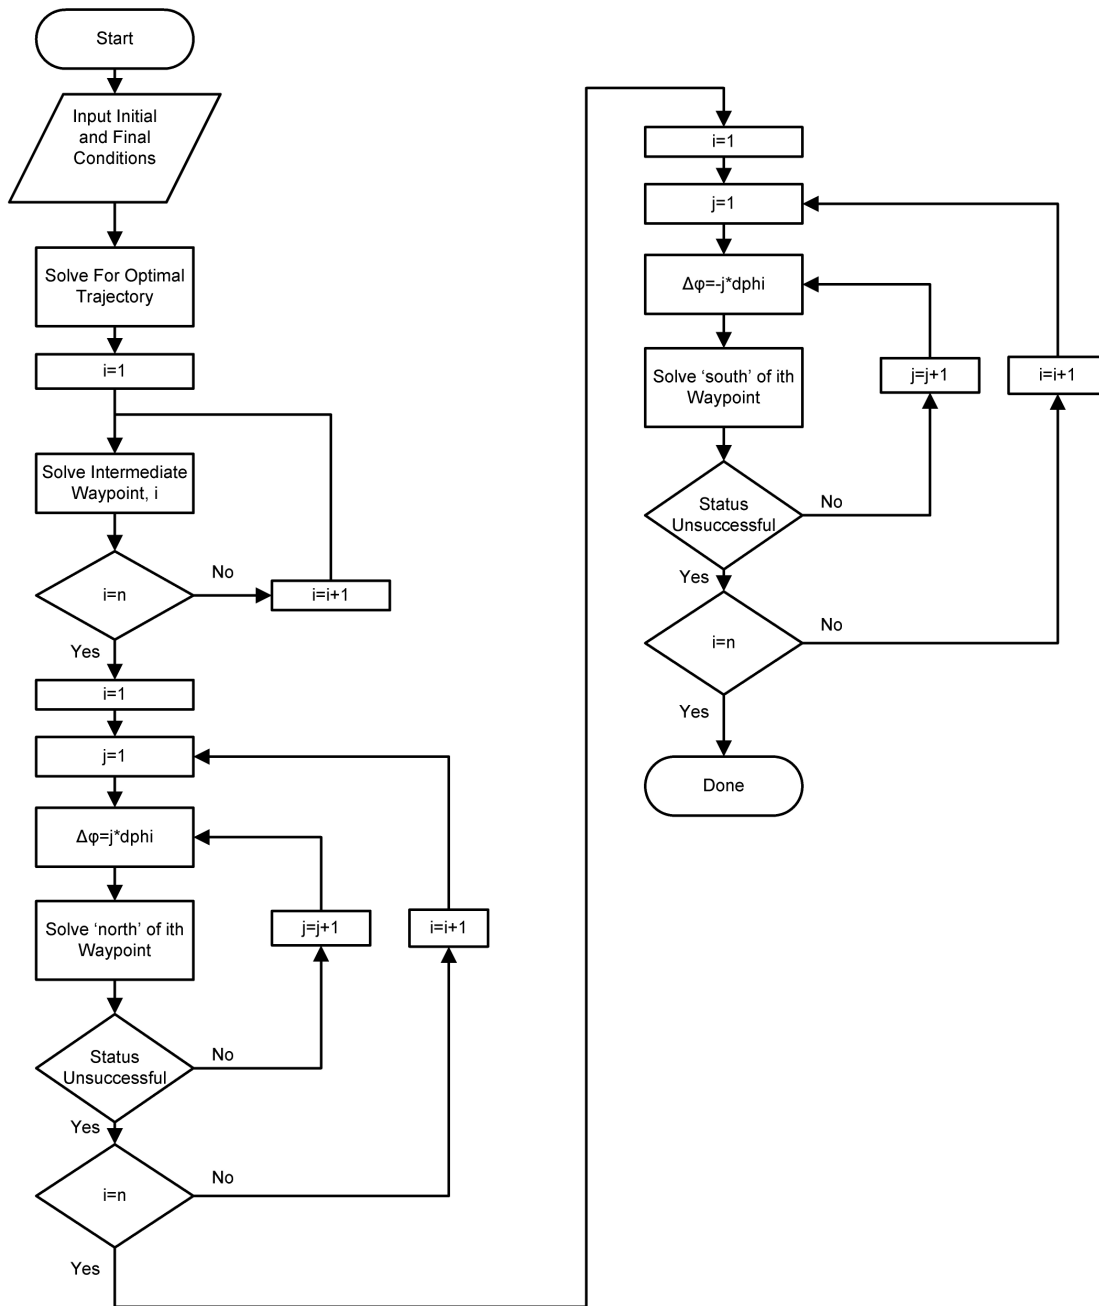 Start
Input Initial
and Final
Conditions
Solve For Optimal
Trajectory
i=1
Solve Intermediate
Waypoint, i
i=n
No
i=i+1
Yes
i=1
j=1
Δφ=j*dphi
Solve ‘north’ of ith
Waypoint
j=j+1
i=i+1
Status
Unsuccessful
No
Yes
i=n
No
Yes
i=1
j=1
Δφ=-j*dphi
Solve ‘south’ of ith
Waypoint
j=j+1
i=i+1
Status
Unsuccessful
No
Yes
i=n
No
Yes
Done